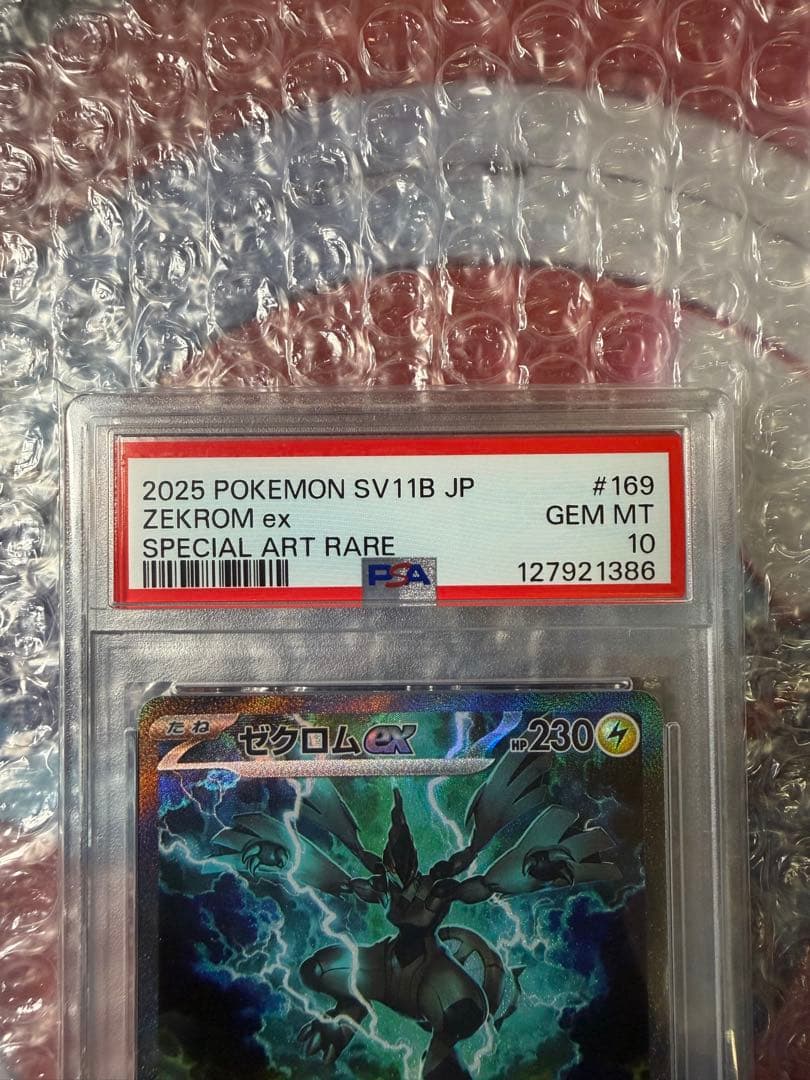 2025 POKEMON SV11B JP #169
ZEKROM ex GEM MT
SPECIAL ART RARE 10
PSA 127921386
たね ゼクロムex HP230